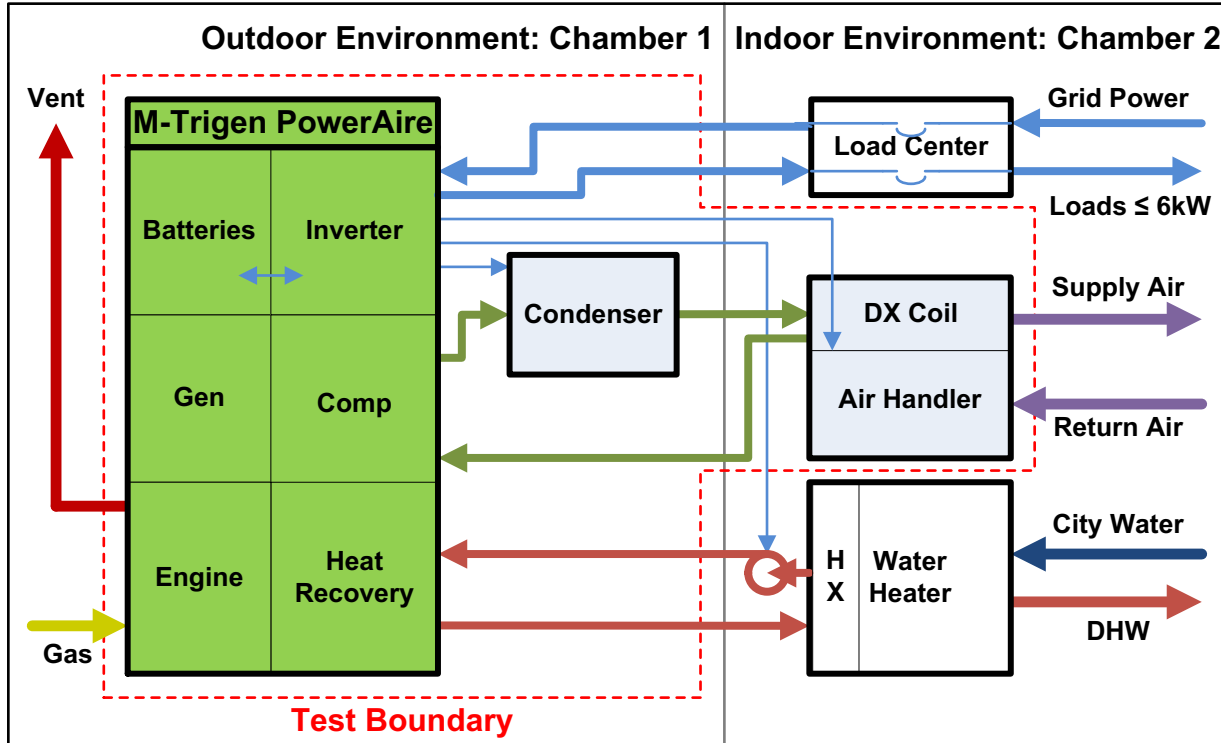 Outdoor Environment: Chamber 1
Indoor Environment: Chamber 2
Vent
M-Trigen PowerAire
Batteries
Inverter
Gen
Comp
Engine
Heat
Recovery
Gas
Test Boundary
Condenser
Load Center
Grid Power
Loads ≤ 6kW
DX Coil
Air Handler
Supply Air
Return Air
H
X
Water
Heater
City Water
DHW